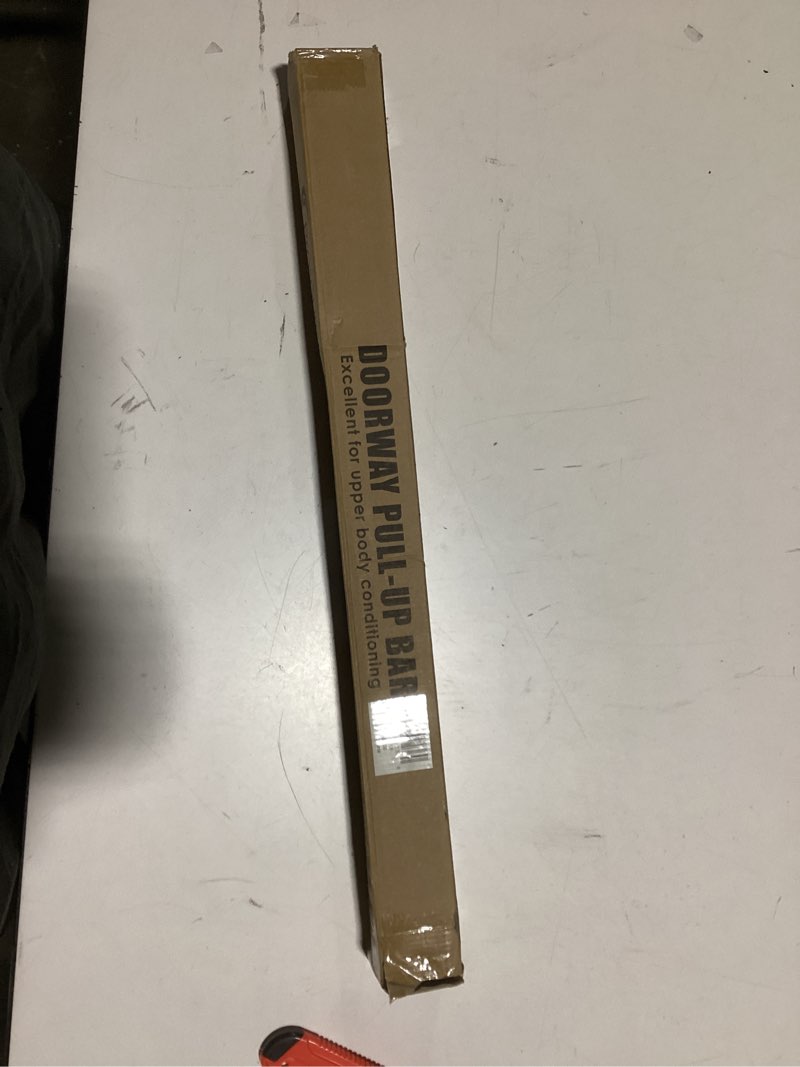 DOORWAY PULL-UP BAR
Excellent for upper body conditioning